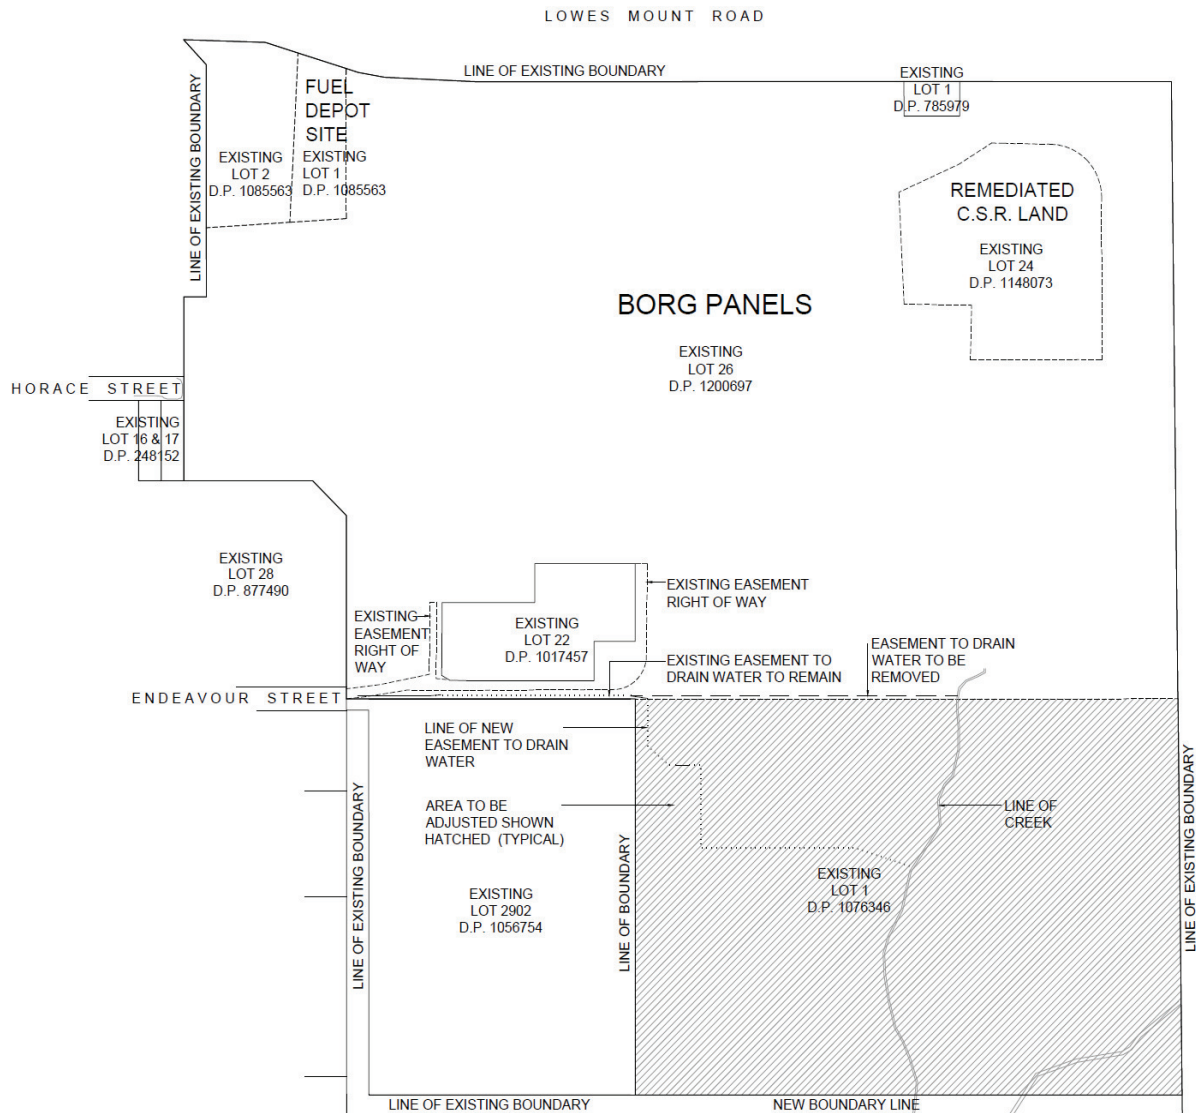 LOWES MOUNT ROAD
LINE OF EXISTING BOUNDARY
EXISTING
LOT 1
D.P. 785979
LINE OF EXISTING BOUNDARY
FUEL
DEPOT
SITE
EXISTING
LOT 2
D.P. 1085563
EXISTING
LOT 1
D.P. 1085563
REMEDIATED
C.S.R. LAND
EXISTING
LOT 24
D.P. 1148073
BORG PANELS
EXISTING
LOT 26
D.P. 1200697
HORACE STREET
EXISTING
LOT 16 & 17
D.P. 248152
EXISTING
LOT 28
D.P. 877490
EXISTING
EASEMENT
RIGHT OF
WAY
EXISTING
LOT 22
D.P. 1017457
EXISTING EASEMENT
RIGHT OF WAY
EXISTING EASEMENT TO
DRAIN WATER TO REMAIN
EASEMENT TO DRAIN
WATER TO BE
REMOVED
ENDEAVOUR STREET
LINE OF NEW
EASEMENT TO DRAIN
WATER
AREA TO BE
ADJUSTED SHOWN
HATCHED (TYPICAL)
LINE OF
CREEK
LINE OF EXISTING BOUNDARY
EXISTING
LOT 2902
D.P. 1056754
LINE OF BOUNDARY
EXISTING
LOT 1
D.P. 1076346
LINE OF EXISTING BOUNDARY
LINE OF EXISTING BOUNDARY
NEW BOUNDARY LINE